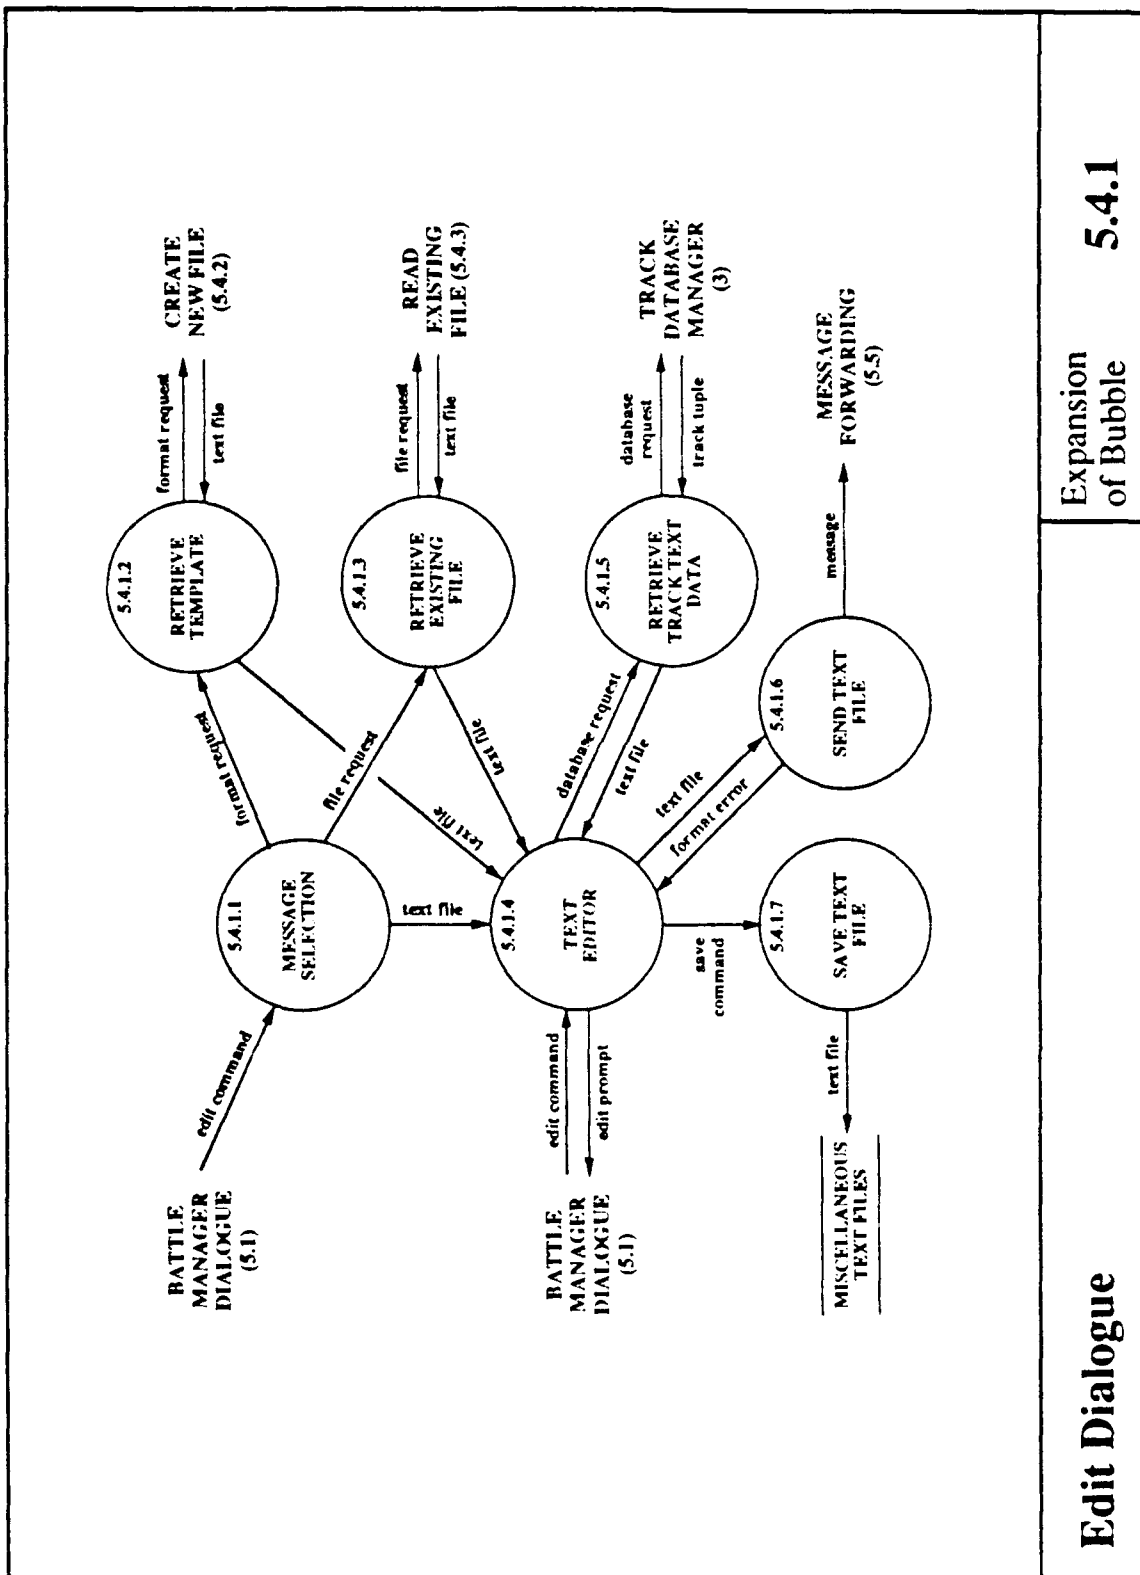 CREATE
NEW FILE
(5.4.2)
format request
text file
5.4.1.2
RETRIEVE
TEMPLATE
format request
READ
EXISTING
FILE (5.4.3)
file request
text file
5.4.1.3
RETRIEVE
EXISTING
FILE
file request
text file
text file
BATTLE
MANAGER
DIALOGUE
(5.1)
edit command
5.4.1.1
MESSAGE
SELECTION
text file
BATTLE
MANAGER
DIALOGUE
(5.1)
edit command
edit prompt
5.4.1.4
TEXT
EDITOR
database request
text file
5.4.1.5
RETRIEVE
TRACK TEXT
DATA
database
request
track tuple
TRACK
DATABASE
MANAGER
(3)
text file
format error
5.4.1.6
SEND TEXT
FILE
message
MESSAGE
FORWARDING
(5.5)
save
command
5.4.1.7
SAVE TEXT
FILE
text file
MISCELLANEOUS
TEXT FILES
Edit Dialogue
Expansion
of Bubble
5.4.1